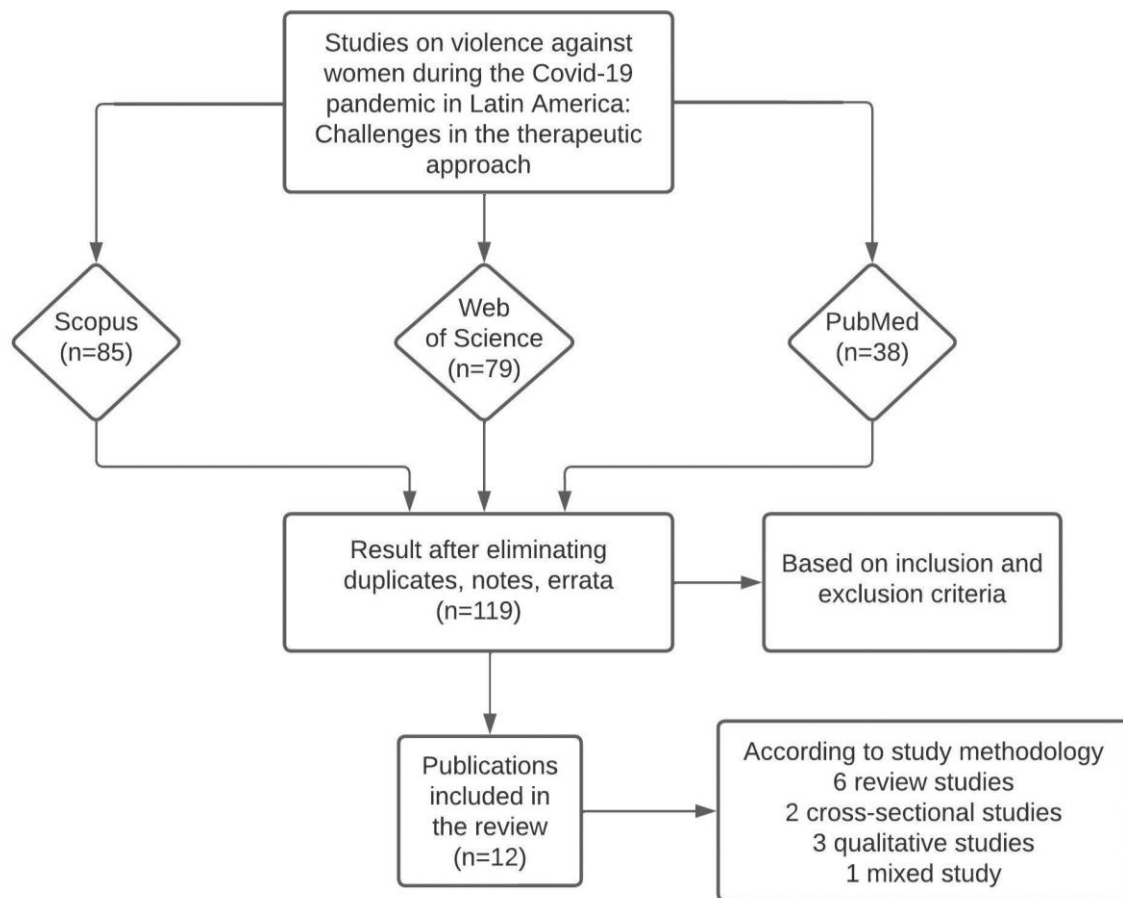 Studies on violence against
women during the Covid-19
pandemic in Latin America:
Challenges in the therapeutic
approach
Scopus
(n=85)
Web
of Science
(n=79)
PubMed
(n=38)
Result after eliminating
duplicates, notes, errata
(n=119)
Based on inclusion and
exclusion criteria
Publications
included in
the review
(n=12)
According to study methodology
6 review studies
2 cross-sectional studies
3 qualitative studies
1 mixed study